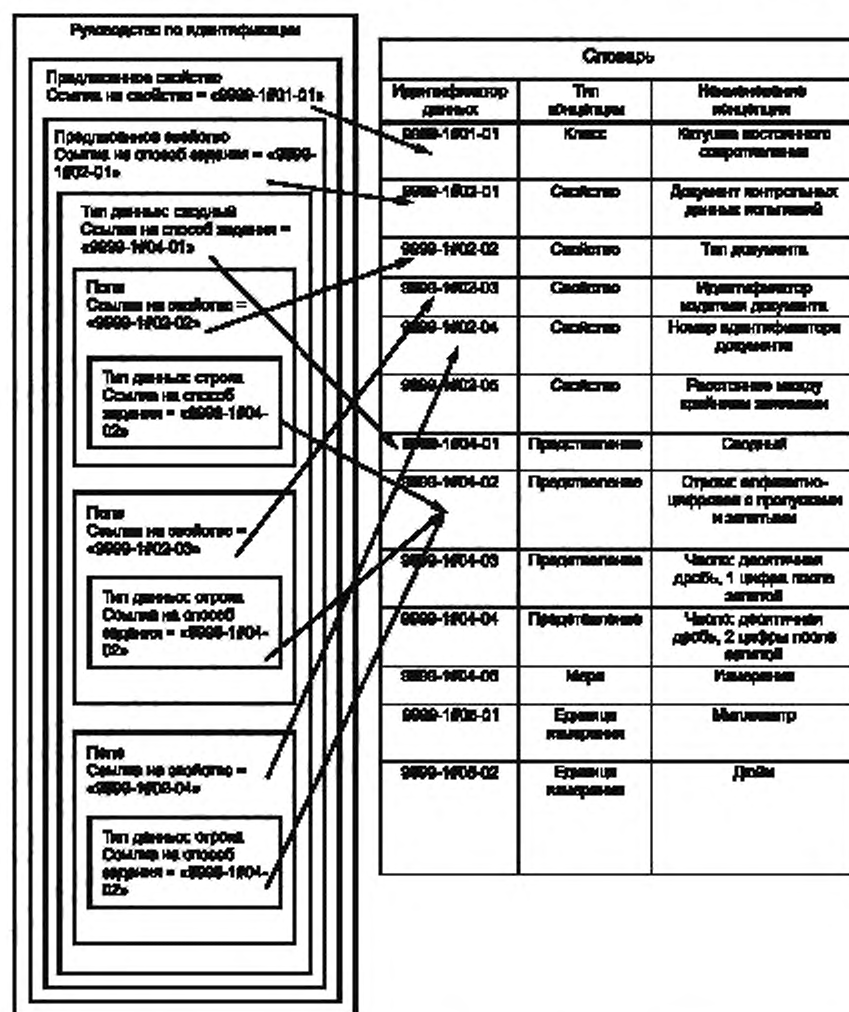 Руководство по идентификации
Предписанное свойство
Ссылка на свойство = «9999-1#01-01»
Предписанное свойство
Ссылка на способ задания = «9999-
1#02-01»
Тип данных: сводный
Ссылка на способ задания =
«9999-1#04-01»
Поле
Ссылка на свойство =
«9999-1#02-02»
Тип данных: строка
Ссылка на способ
задания = «9999-1#04-
02»
Поле
Ссылка на свойство =
«9999-1#02-03»
Тип данных: строка
Ссылка на способ
задания = «9999-1#04-
02»
Поле
Ссылка на свойство =
«9999-1#02-04»
Тип данных: строка
Ссылка на способ
задания = «9999-1#04-
02»
Словарь
Идентификатор
данных
Тип
концепции
Наименование
концепции
9999-1#01-01
Класс
Катушка постоянного
сопротивления
9999-1#02-01
Свойство
Документ контрольных
данных испытаний
9999-1#02-02
Свойство
Тип документа
9999-1#02-03
Свойство
Идентификатор
издателя документа
9999-1#02-04
Свойство
Номер идентификатора
документа
9999-1#02-05
Свойство
Расстояние между
крайними зажимами
9999-1#04-01
Представление
Сводный
9999-1#04-02
Представление
Строка: алфавитно-
цифровая с пропусками
и запятыми
9999-1#04-03
Представление
Число: десятичная
дробь, 1 цифра после
запятой
9999-1#04-04
Представление
Число: десятичная
дробь, 2 цифры после
запятой
9999-1#04-05
Мера
Измерения
9999-1#05-01
Единица
измерения
Миллиметр
9999-1#05-02
Единица
измерения
Дюйм